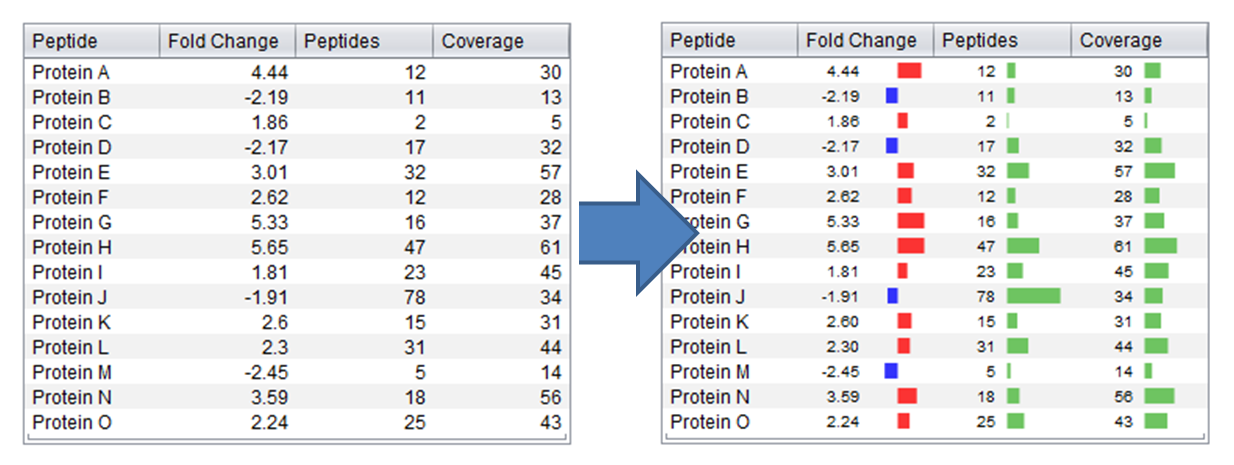 Peptide Fold Change Peptides Coverage
Protein A 4.44 12 30
Protein B -2.19 11 13
Protein C 1.86 2 5
Protein D -2.17 17 32
Protein E 3.01 32 57
Protein F 2.62 12 28
Protein G 5.33 16 37
Protein H 5.65 47 61
Protein I 1.81 23 45
Protein J -1.91 78 34
Protein K 2.6 15 31
Protein L 2.3 31 44
Protein M -2.45 5 14
Protein N 3.59 18 56
Protein O 2.24 25 43
Peptide Fold Change Peptides Coverage
Protein A 4.44 12 30
Protein B -2.19 11 13
Protein C 1.86 2 5
Protein D -2.17 17 32
Protein E 3.01 32 57
Protein F 2.62 12 28
rotein G 5.33 16 37
rotein H 5.65 47 61
Protein I 1.81 23 45
Protein J -1.91 78 34
Protein K 2.60 15 31
Protein L 2.30 31 44
Protein M -2.45 5 14
Protein N 3.59 18 56
Protein O 2.24 25 43